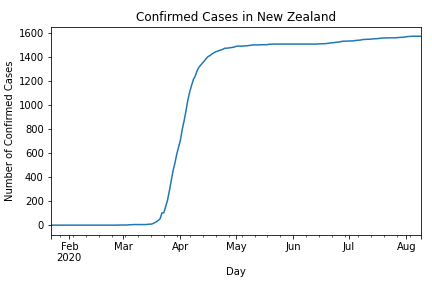 Confirmed Cases in New Zealand
Number of Confirmed Cases
1600
1400
1200
1000
800
600
400
200
0
Feb Mar Apr May Jun Jul Aug
2020
Day